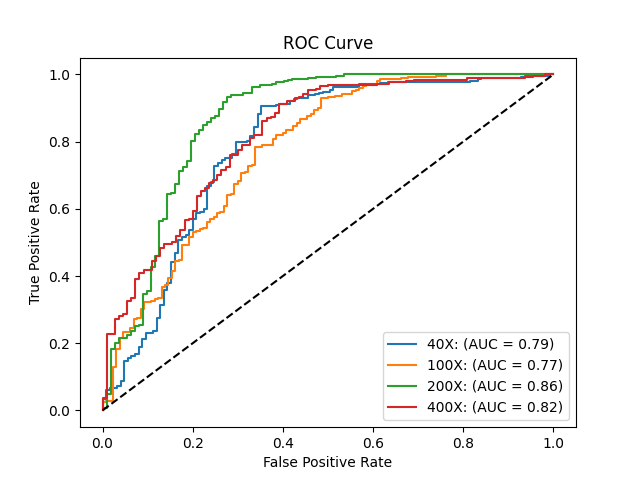 ROC Curve
True Positive Rate
1.0
0.8
0.6
0.4
0.2
0.0
40X: (AUC = 0.79)
100X: (AUC = 0.77)
200X: (AUC = 0.86)
400X: (AUC = 0.82)
0.0 0.2 0.4 0.6 0.8 1.0
False Positive Rate